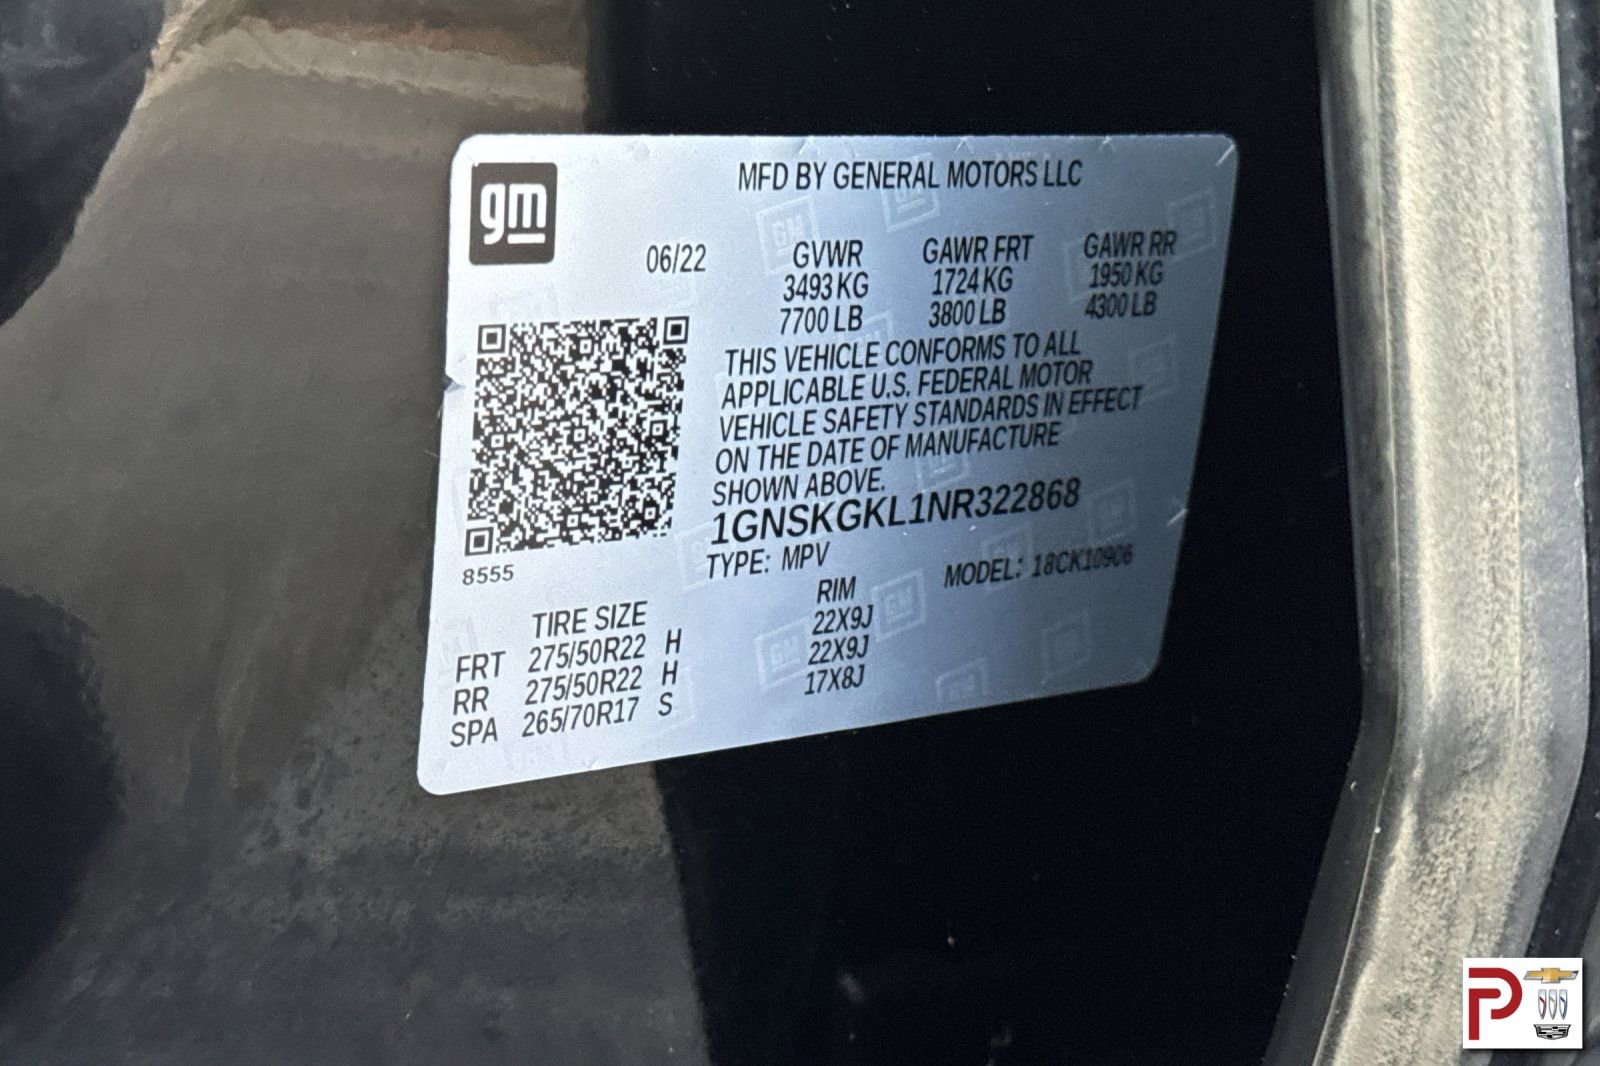 gm
MFD BY GENERAL MOTORS LLC
06/22
GVWR GAWR FRT GAWR RR
3493 KG 1724 KG 1950 KG
7700 LB 3800 LB 4300 LB
THIS VEHICLE CONFORMS TO ALL
APPLICABLE U.S. FEDERAL MOTOR
VEHICLE SAFETY STANDARDS IN EFFECT
ON THE DATE OF MANUFACTURE
SHOWN ABOVE.
1GNSKGKL1NR322868
TYPE: MPV MODEL: 18CK10906
8555
TIRE SIZE RIM
FRT 275/50R22 H 22X9J
RR 275/50R22 H 22X9J
SPA 265/70R17 S 17X8J
P